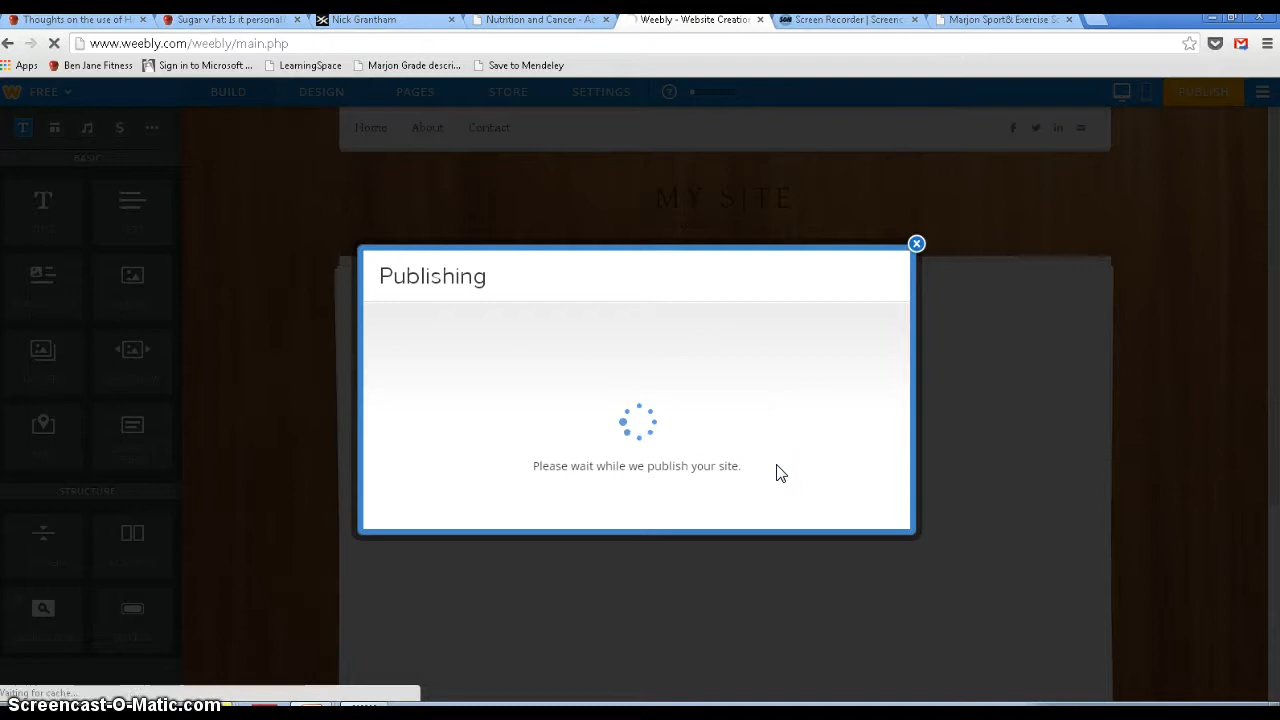 Thoughts on the use of H
Sugar v Fat: Is it personal
Nick Grantham
Nutrition and Cancer - Ac
Weebly - Website Creation
Screen Recorder | Screenc
Marjon Sport& Exercise Sc
www.weebly.com/weebly/main.php
Apps
Ben Jane Fitness
Sign in to Microsoft ...
LearningSpace
Marjon Grade descri...
Save to Mendeley
FREE
BUILD
DESIGN
PAGES
STORE
SETTINGS
PUBLISH
Home
About
Contact
BASIC
MY SITE
TITLE
TEXT
Publishing
Please wait while we publish your site.
STRUCTURE
Waiting for cache...
Screencast-O-Matic.com